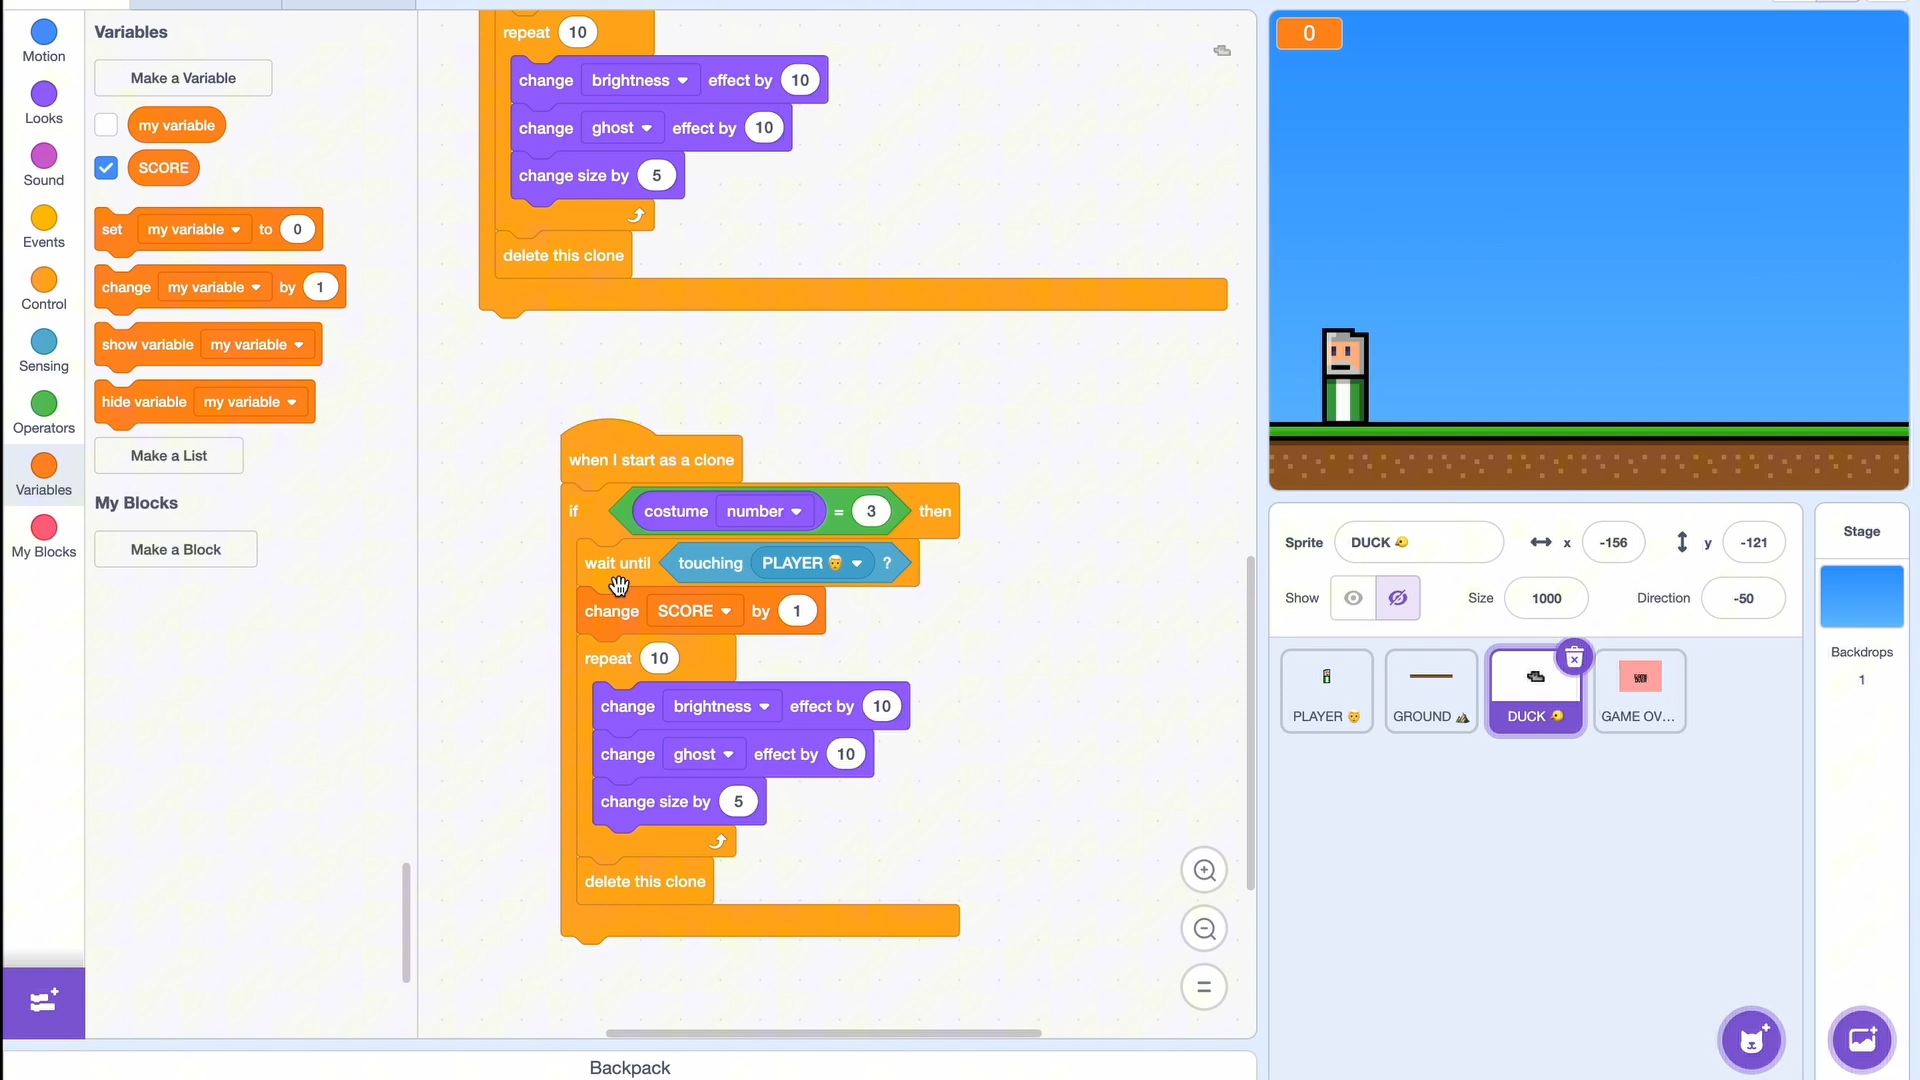 Motion
Looks
Sound
Events
Control
Sensing
Operators
Variables
My Blocks
Variables
Make a Variable
my variable
SCORE
set my variable to 0
change my variable by 1
show variable my variable
hide variable my variable
Make a List
My Blocks
Make a Block
repeat 10
change brightness effect by 10
change ghost effect by 10
change size by 5
delete this clone
when I start as a clone
if costume number = 3 then
wait until touching PLAYER ?
change SCORE by 1
repeat 10
change brightness effect by 10
change ghost effect by 10
change size by 5
delete this clone
Backpack
0
Sprite DUCK x -156 y -121
Show Size 1000 Direction -50
PLAYER
GROUND
DUCK
GAME OV...
Stage
Backdrops
1